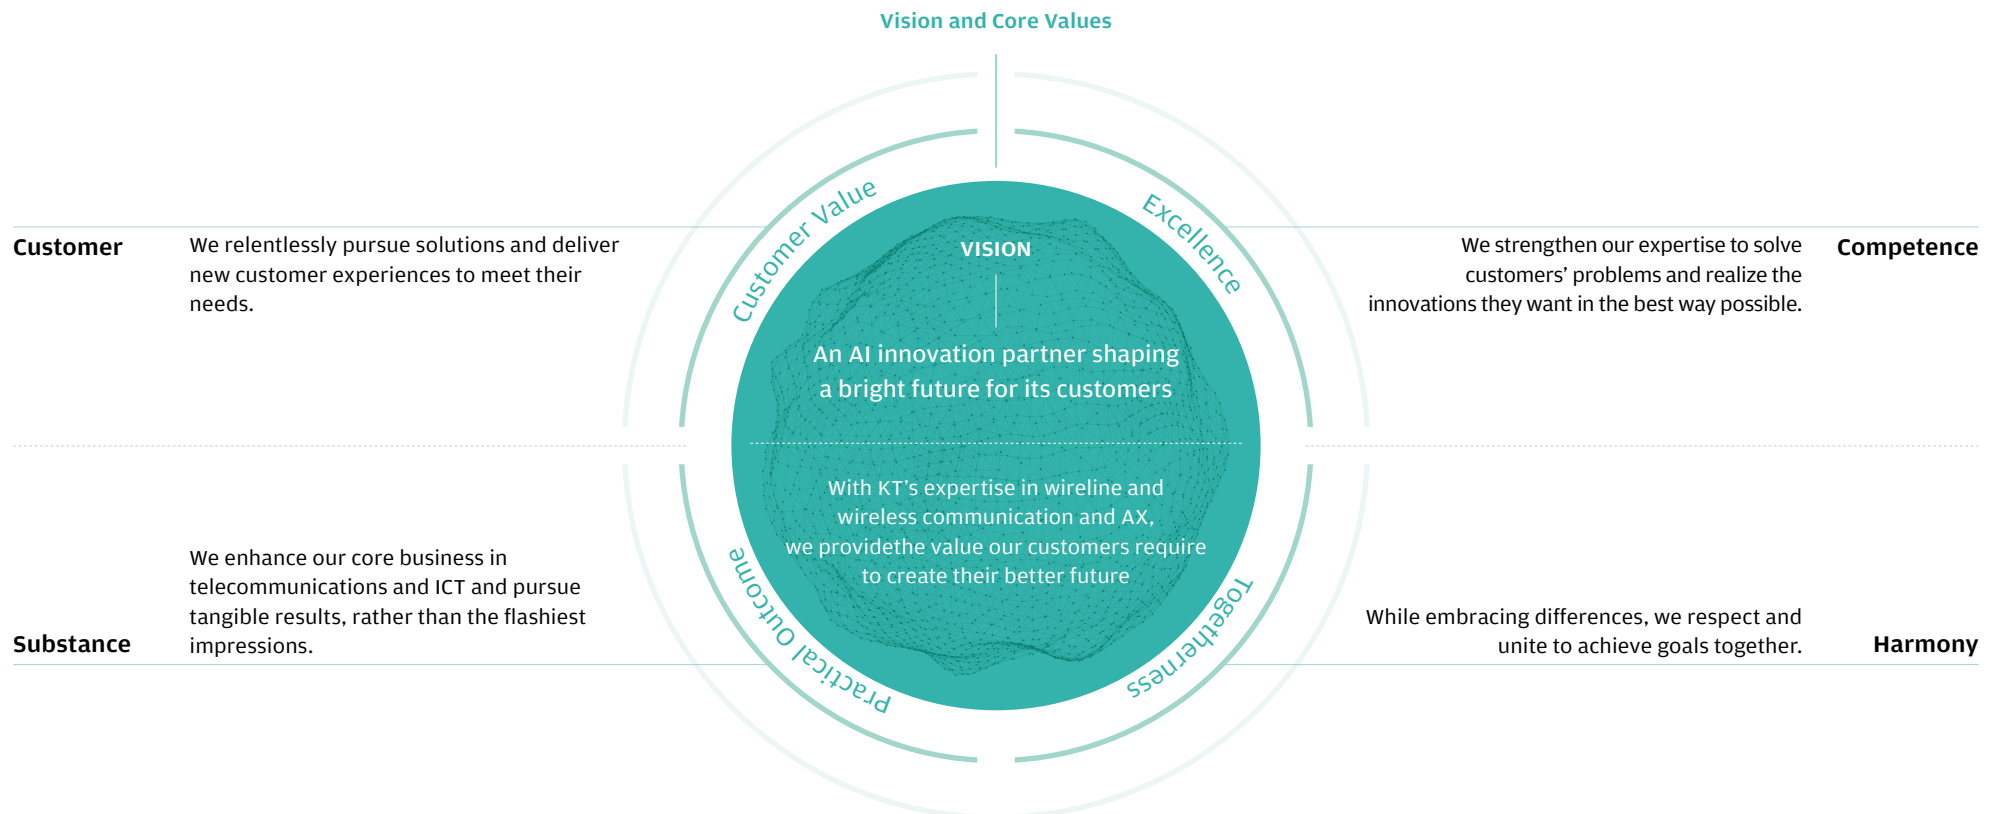 Vision and Core Values
Customer Value
Excellence
Customer
We relentlessly pursue solutions and deliver
new customer experiences to meet their
needs.
VISION
An AI innovation partner shaping
a bright future for its customers
We strengthen our expertise to solve
customers’ problems and realize the
innovations they want in the best way possible.
Competence
With KT’s expertise in wireline and
wireless communication and AX,
we providethe value our customers require
to create their better future
Substance
We enhance our core business in
telecommunications and ICT and pursue
tangible results, rather than the flashiest
impressions.
Practical Outcome
Togetherness
While embracing differences, we respect and
unite to achieve goals together.
Harmony